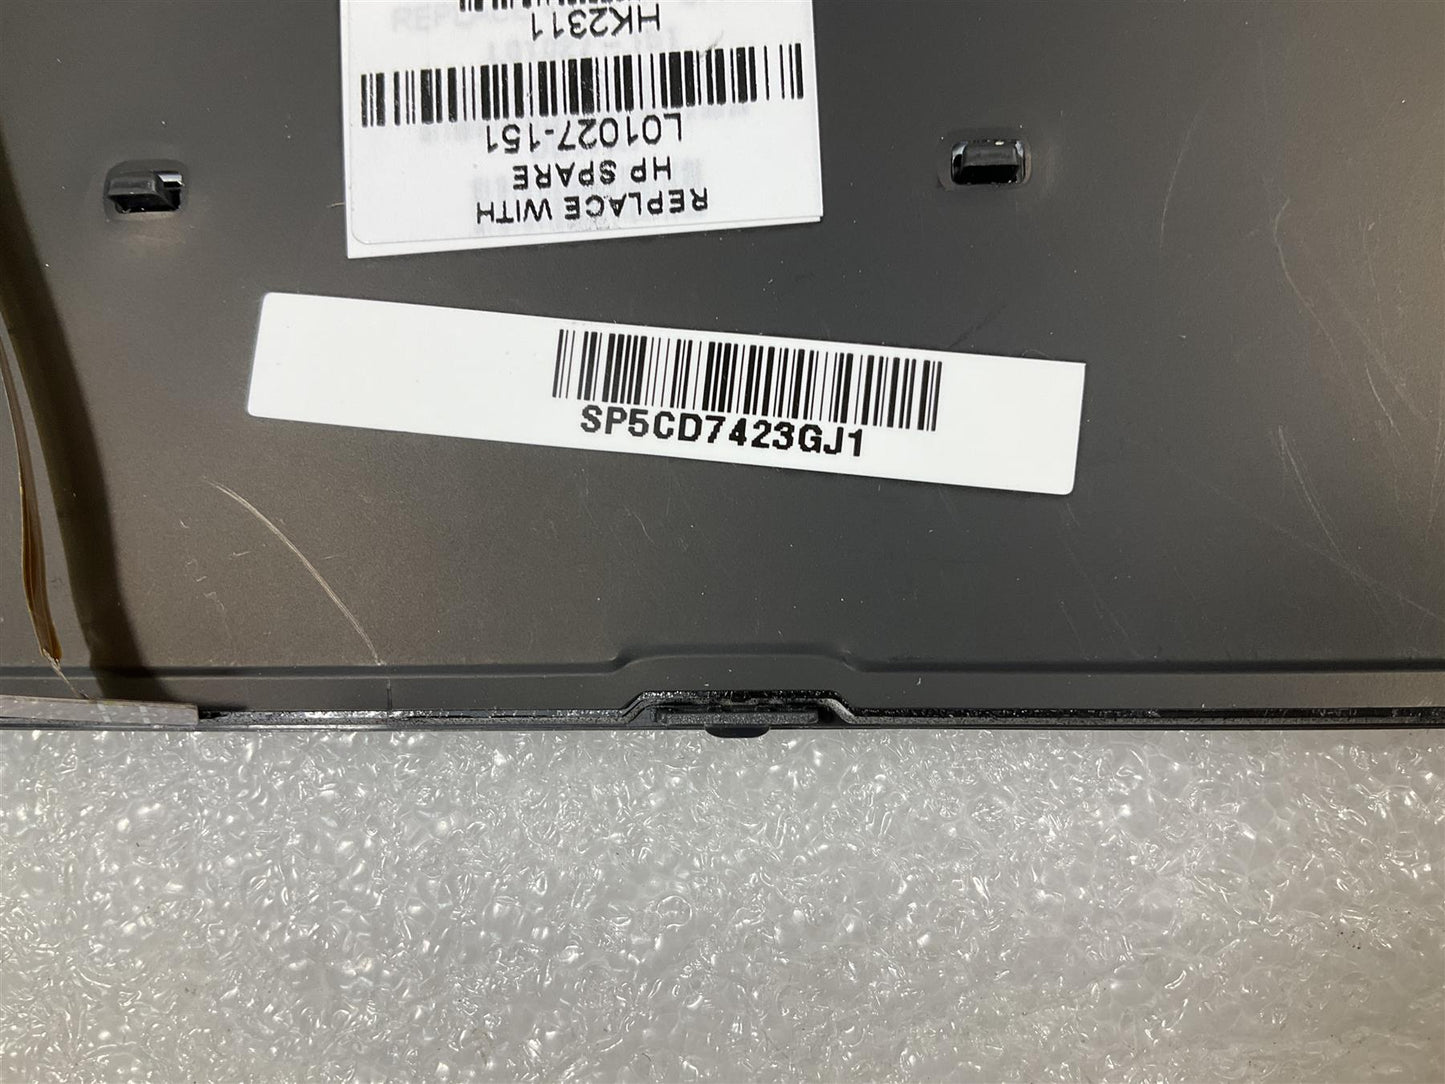 REPLACE WITH
HP SPARE
L01027-151
HK2311
SP5CD7423GJ1